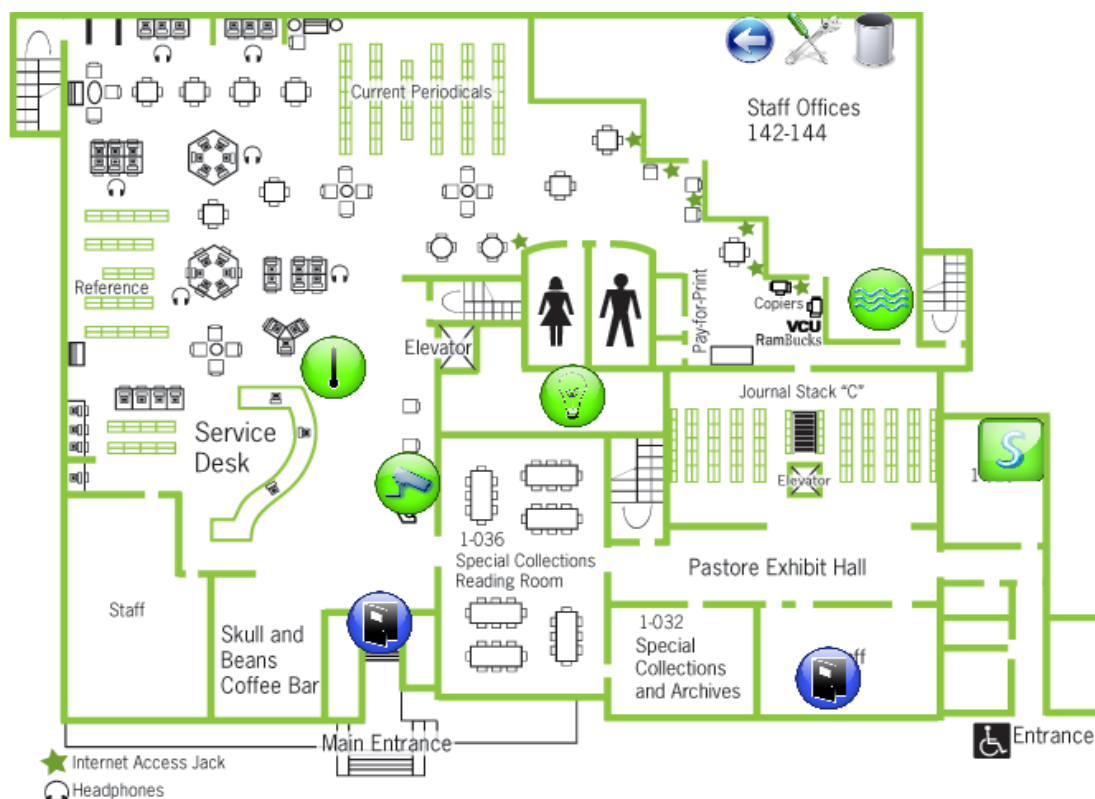 Current Periodicals
Staff Offices
142-144
Reference
Pay-for-Print
Copiers
VCU
RamBucks
Elevator
Journal Stack "C"
Service
Desk
S
Elevator
1-036
Special Collections
Reading Room
Pastore Exhibit Hall
Staff
Skull and
Beans
Coffee Bar
1-032
Special
Collections
and Archives
Main Entrance
Entrance
Internet Access Jack
Headphones